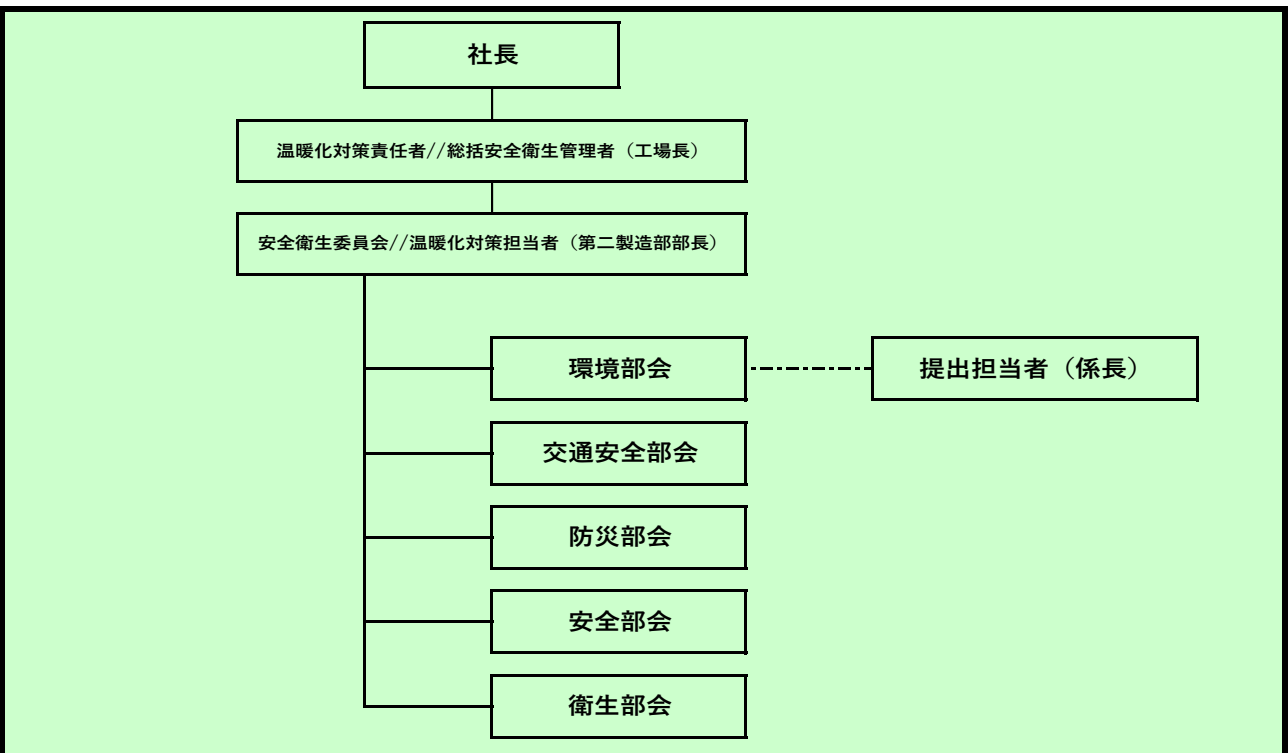 社長
温暖化対策責任者//総括安全衛生管理者（工場長）
安全衛生委員会//温暖化対策担当者（第二製造部部長）
環境部会
提出担当者（係長）
交通安全部会
防災部会
安全部会
衛生部会